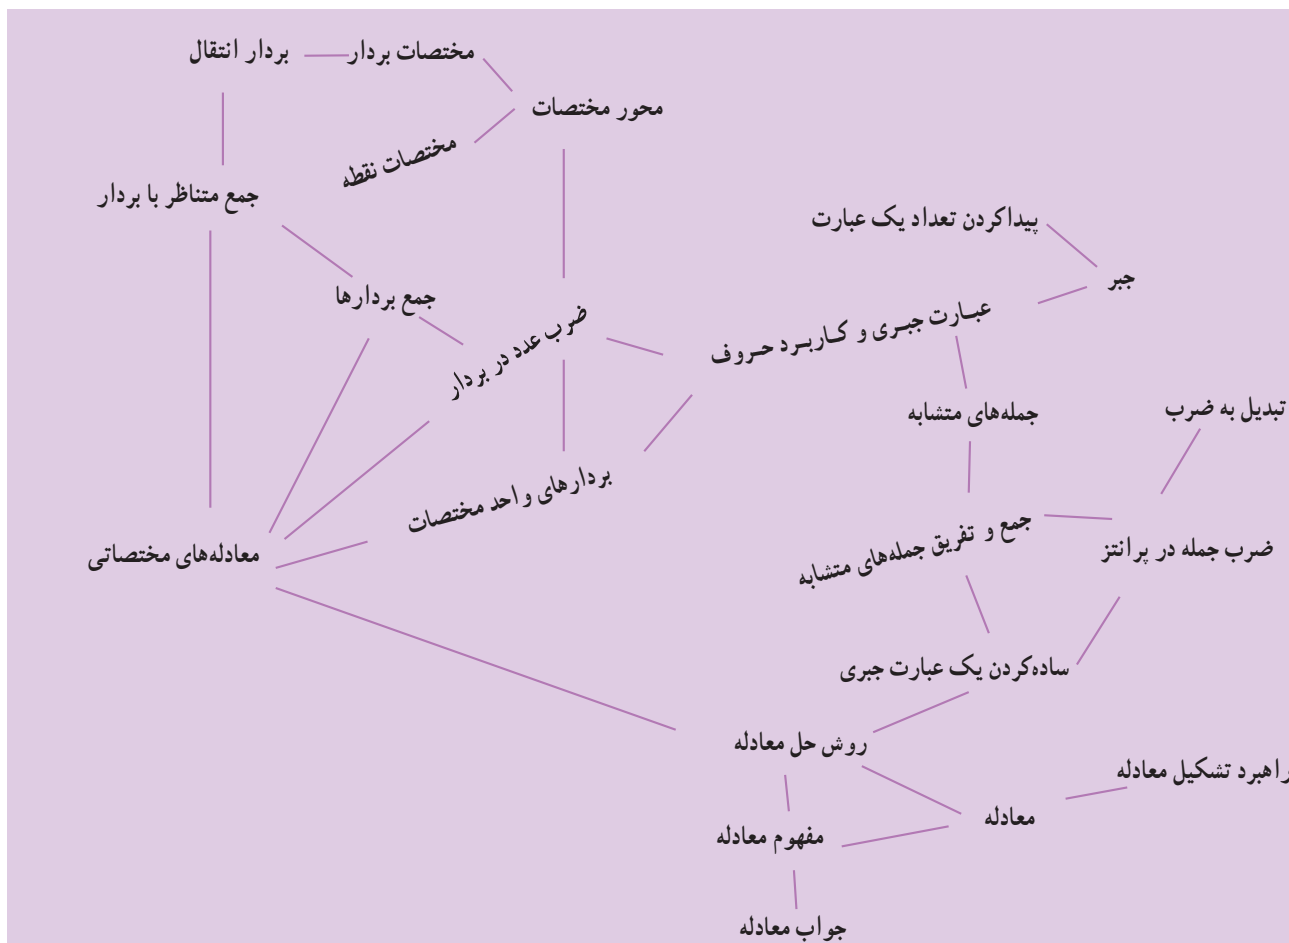 بردار انتقال
مختصات بردار
محور مختصات
مختصات نقطه
جمع متناظر با بردار
پیداکردن تعداد یک عبارت
جبر
جمع بردارها
ضرب عدد در بردار
عبارت جبری و کاربرد حروف
جمله‌های متشابه
تبدیل به ضرب
بردارهای واحد مختصات
معادله‌های مختصاتی
جمع و تفریق جمله‌های متشابه
ضرب جمله در پرانتز
ساده‌کردن یک عبارت جبری
روش حل معادله
راهبرد تشکیل معادله
معادله
مفهوم معادله
جواب معادله